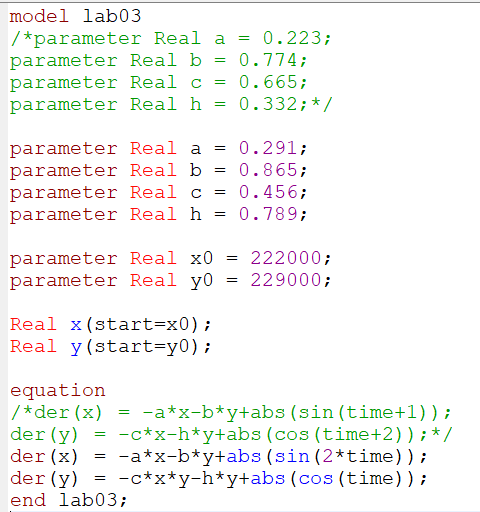 model lab03
/*parameter Real a = 0.223;
parameter Real b = 0.774;
parameter Real c = 0.665;
parameter Real h = 0.332;*/
parameter Real a = 0.291;
parameter Real b = 0.865;
parameter Real c = 0.456;
parameter Real h = 0.789;
parameter Real x0 = 222000;
parameter Real y0 = 229000;
Real x(start=x0);
Real y(start=y0);
equation
/*der(x) = -a*x-b*y+abs(sin(time+1));
der(y) = -c*x-h*y+abs(cos(time+2));*/
der(x) = -a*x-b*y+abs(sin(2*time));
der(y) = -c*x*y-h*y+abs(cos(time));
end lab03;